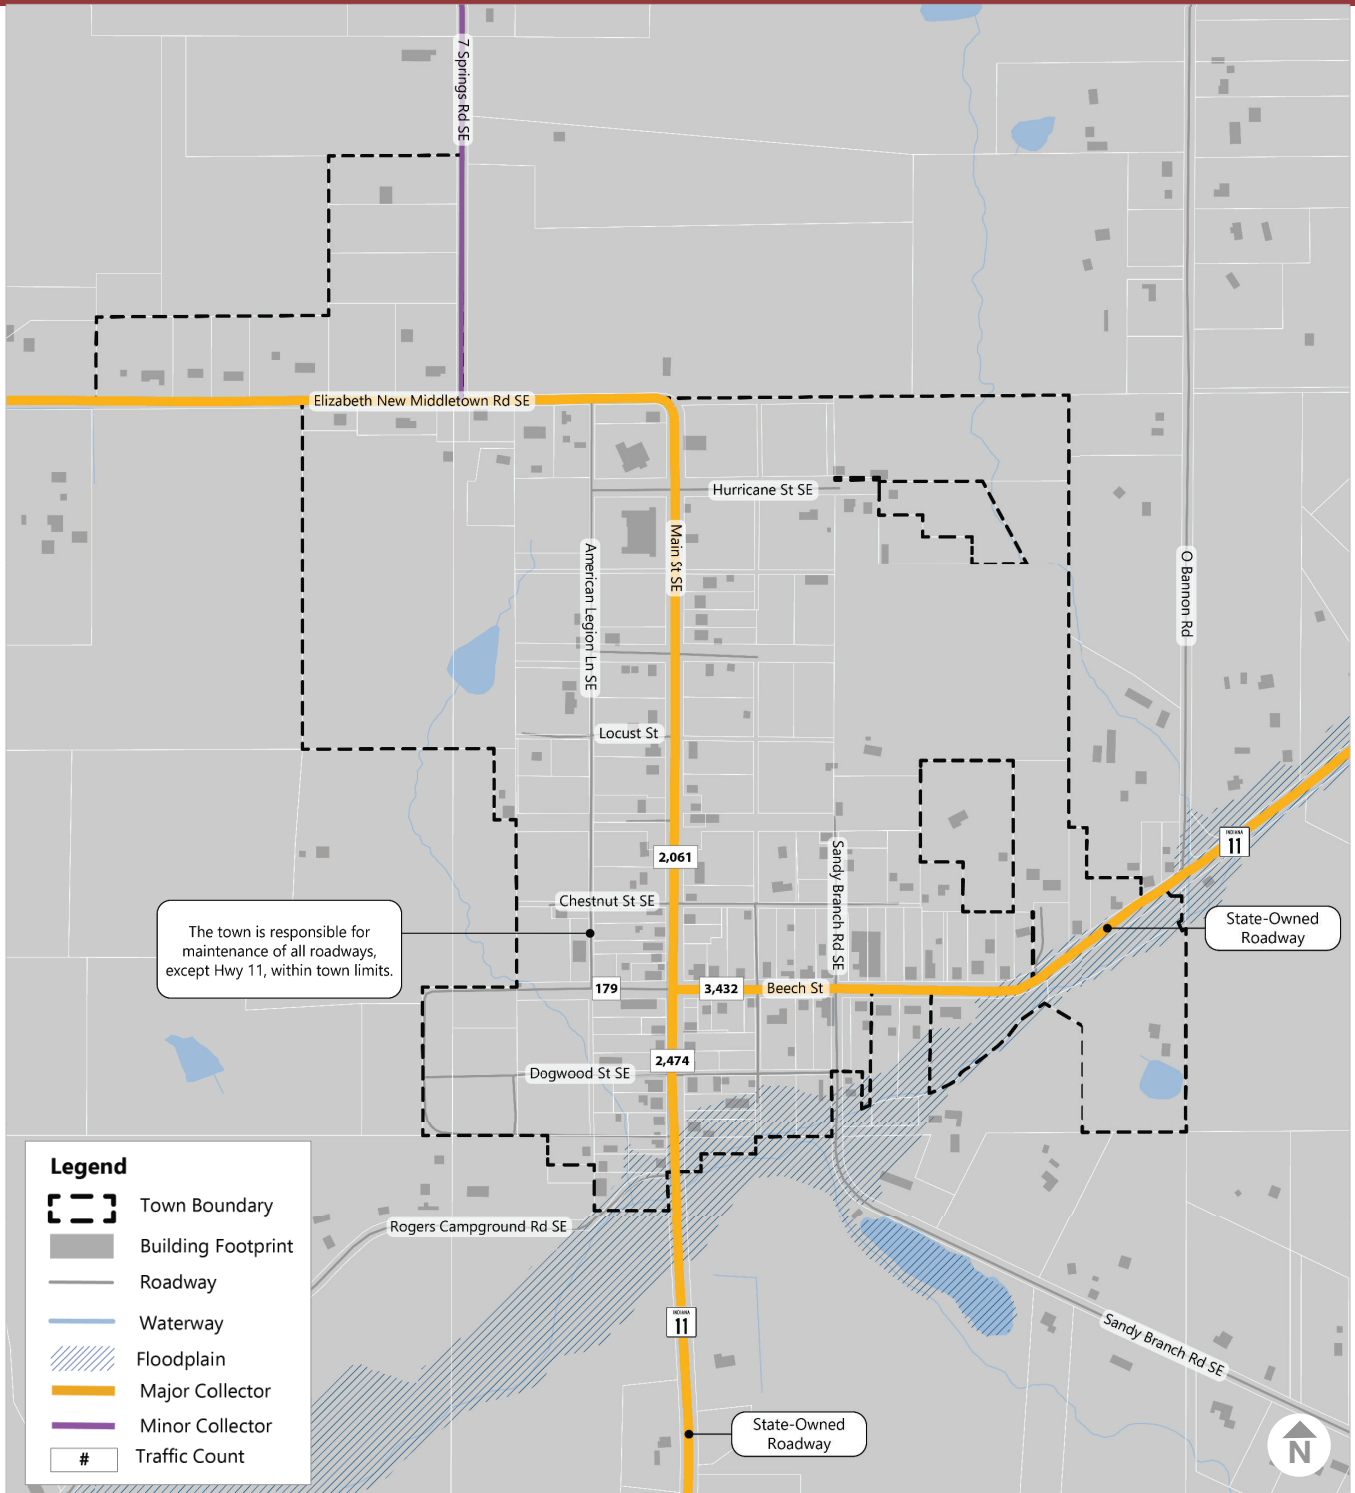 7 Springs Rd SE
Elizabeth New Middletown Rd SE
Hurricane St SE
Main St SE
American Legion Ln SE
O Bannon Rd
Locust St
INDIANA
11
2,061
Sandy Branch Rd SE
Chestnut St SE
The town is responsible for
maintenance of all roadways,
except Hwy 11, within town limits.
State-Owned
Roadway
179
3,432
Beech St
2,474
Dogwood St SE
Rogers Campground Rd SE
INDIANA
11
Sandy Branch Rd SE
State-Owned
Roadway
N
Legend
Town Boundary
Building Footprint
Roadway
Waterway
Floodplain
Major Collector
Minor Collector
# Traffic Count